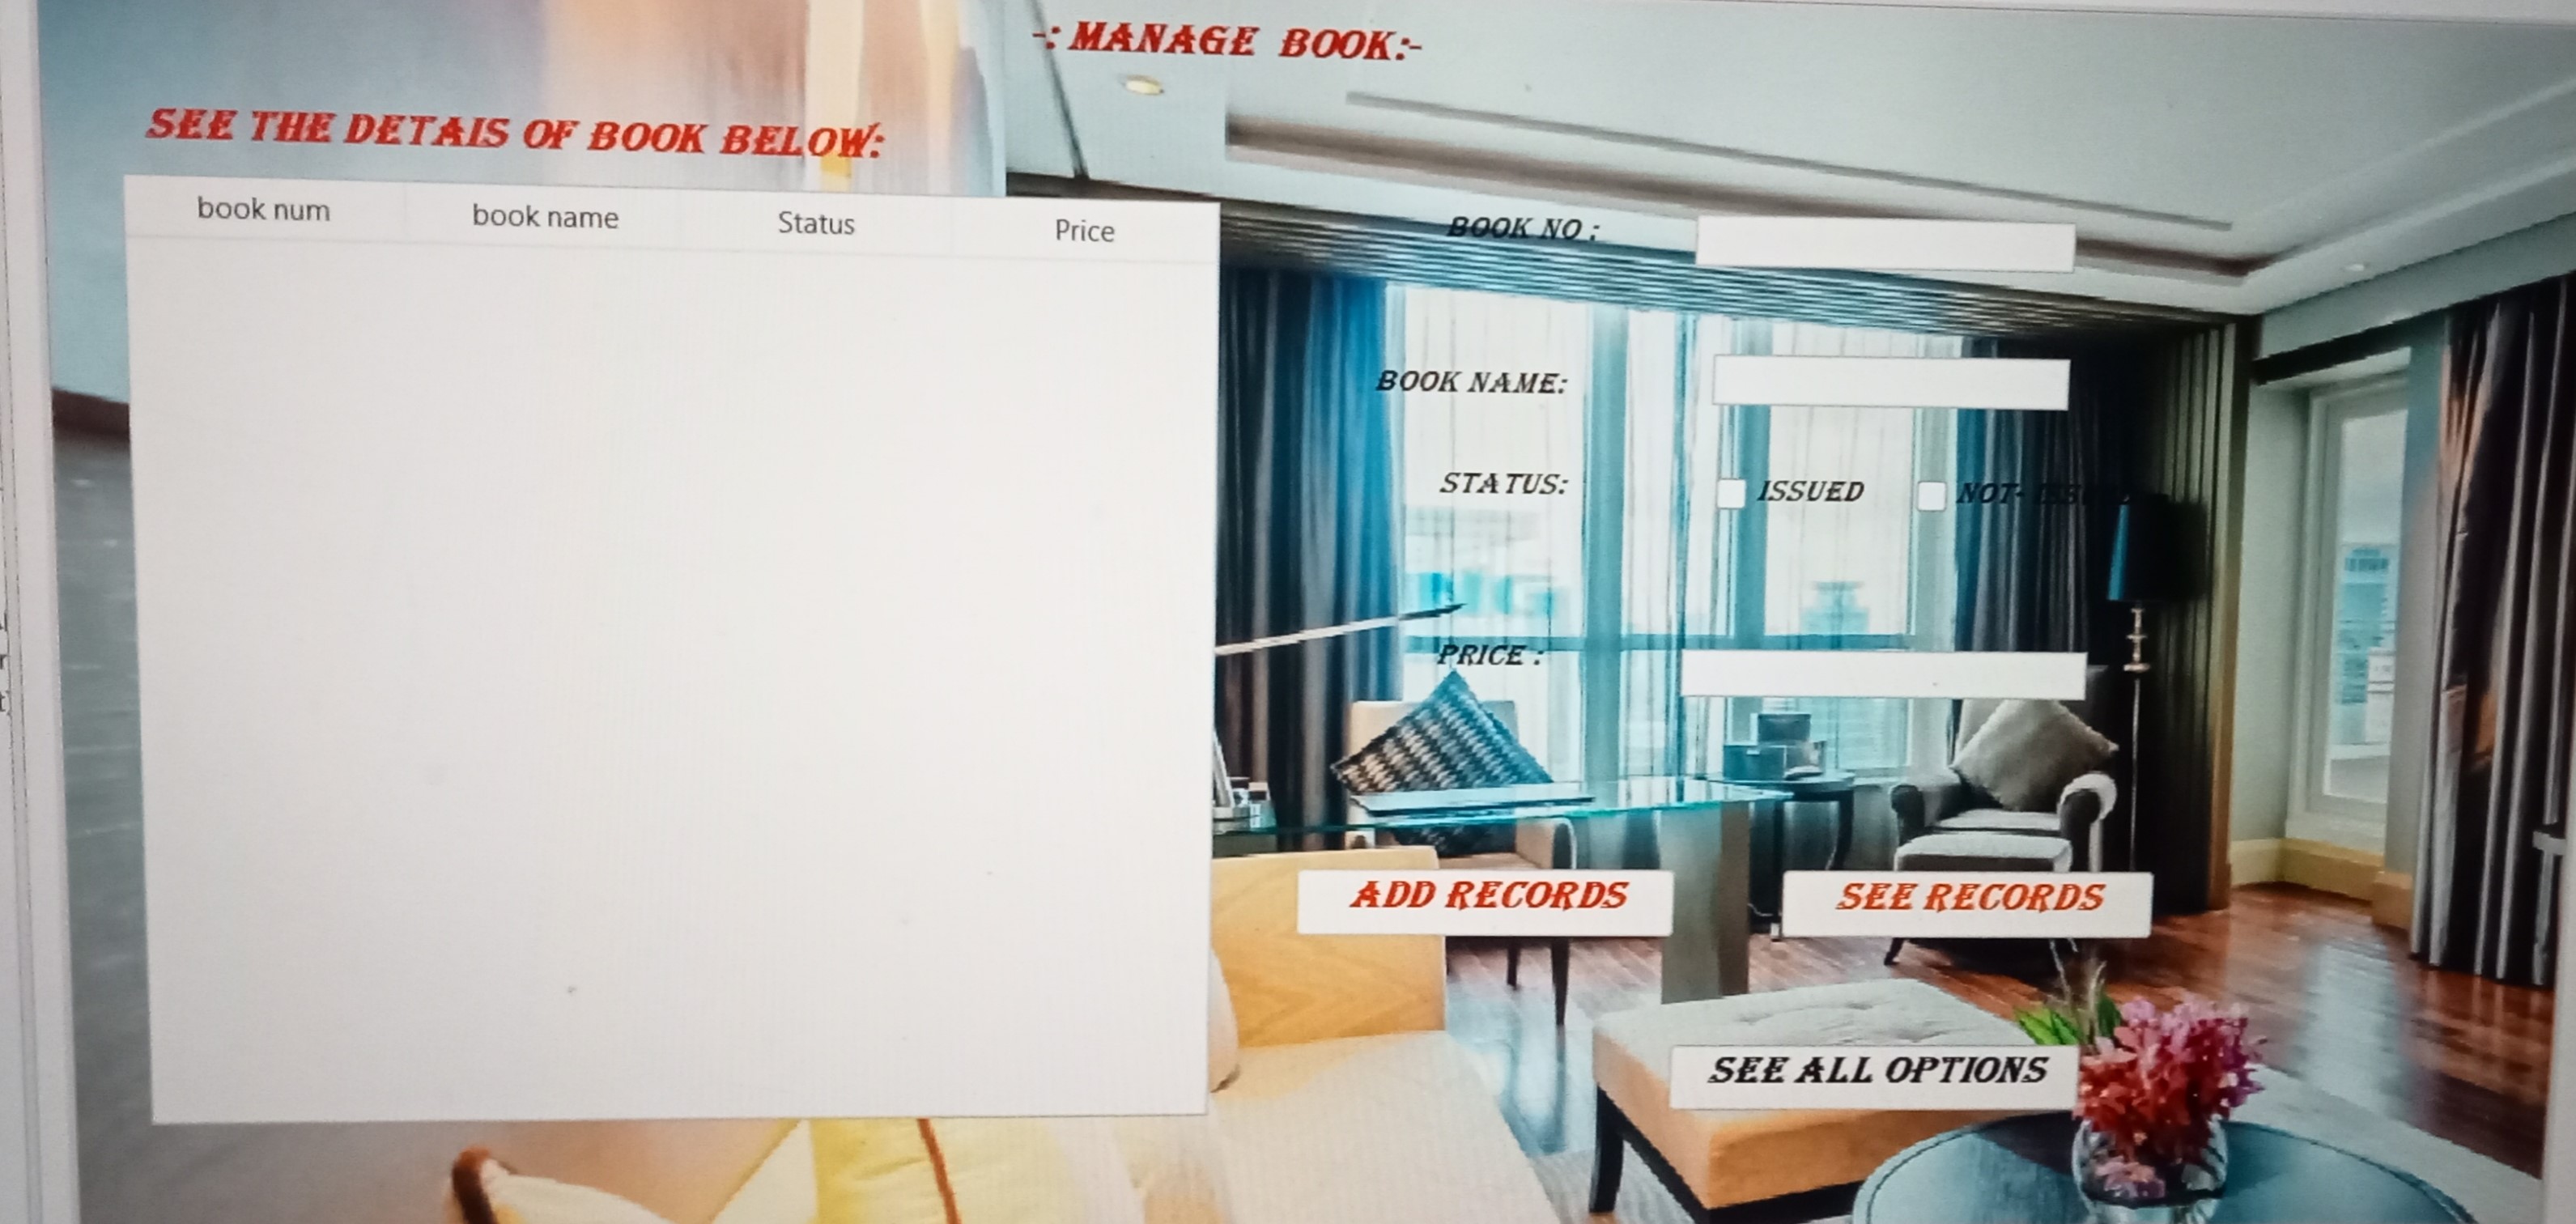 -: MANAGE BOOK:-
SEE THE DETAIS OF BOOK BELOW:
book num book name Status Price
BOOK NO :
BOOK NAME:
STATUS: ISSUED NOT-
PRICE :
ADD RECORDS SEE RECORDS
SEE ALL OPTIONS